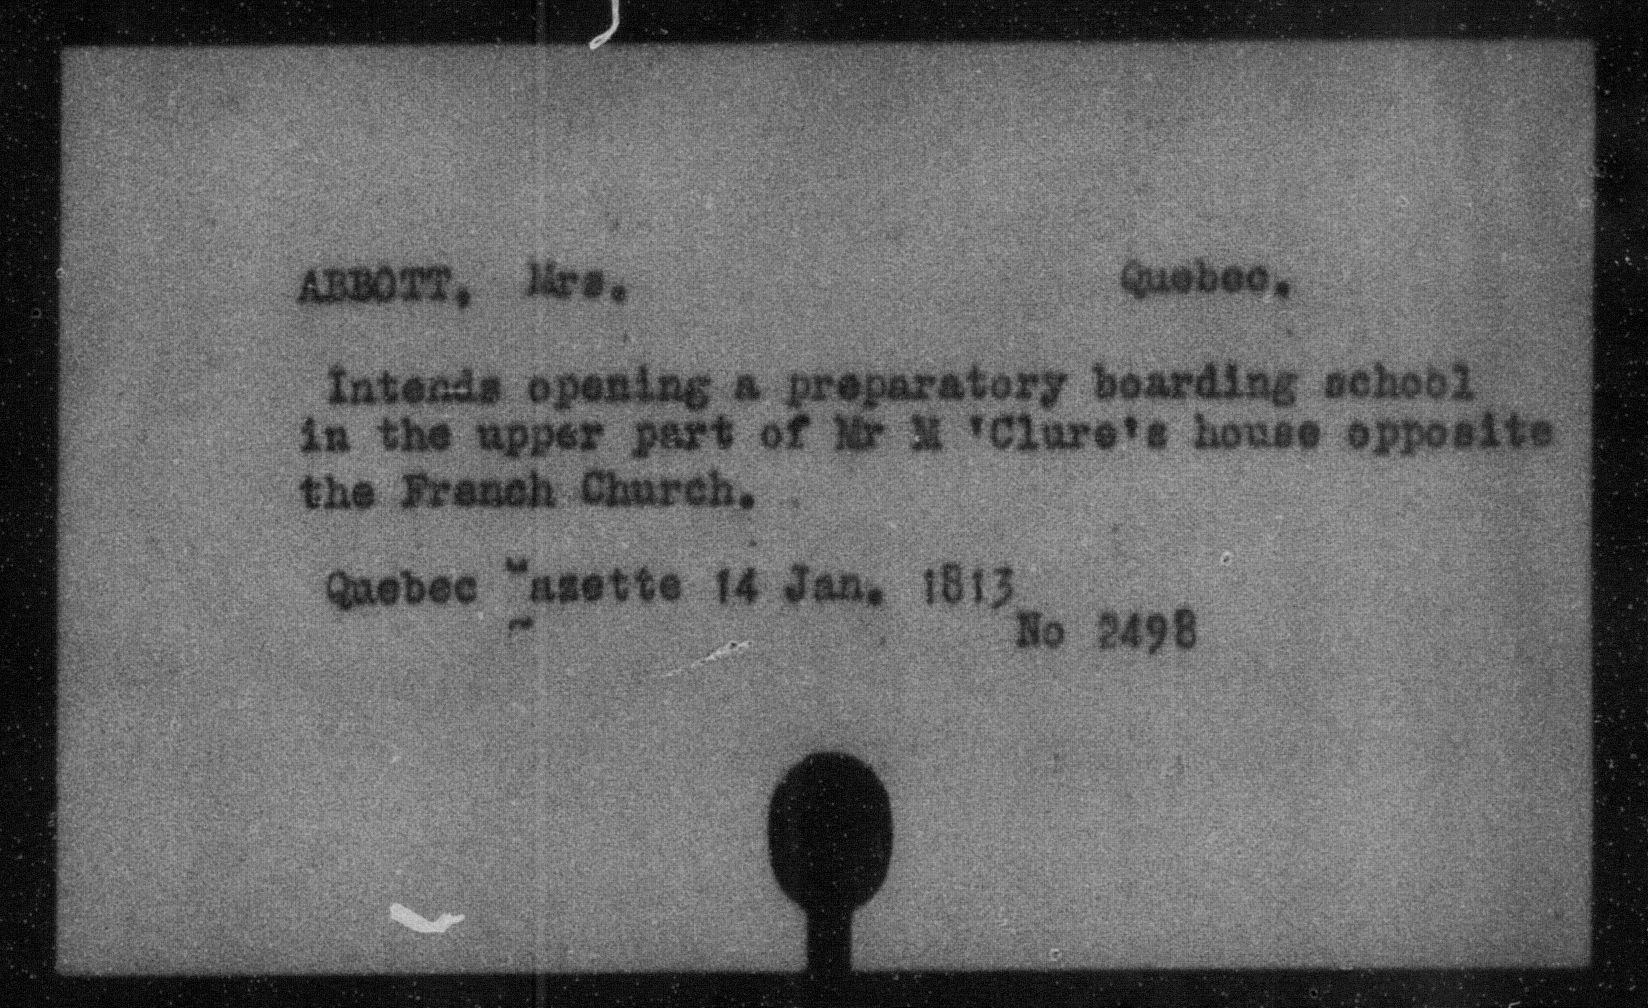 ABBOTT, Mrs. Quebec.
Intends opening a preparatory boarding school
in the upper part of Mr M 'Clure's house opposite
the French Church.
Quebec Gazette 14 Jan. 1813
No 2498